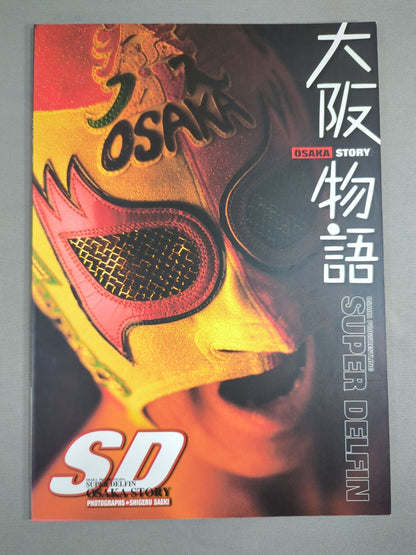 大阪物語
OSAKA STORY
SUPER DELFIN
OSAKA
SD
SUPER DELFIN
OSAKA STORY
PHOTOGRAPHS●SHIGERU SAEKI